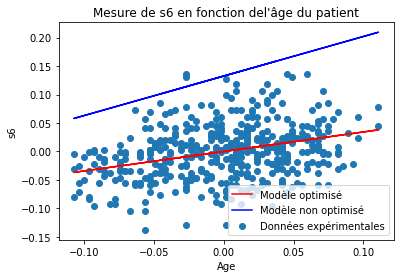 Mesure de s6 en fonction del'âge du patient
s6
0.20
0.15
0.10
0.05
0.00
−0.05
−0.10
−0.15
−0.10
−0.05
0.00
0.05
0.10
Age
Modèle optimisé
Modèle non optimisé
Données expérimentales